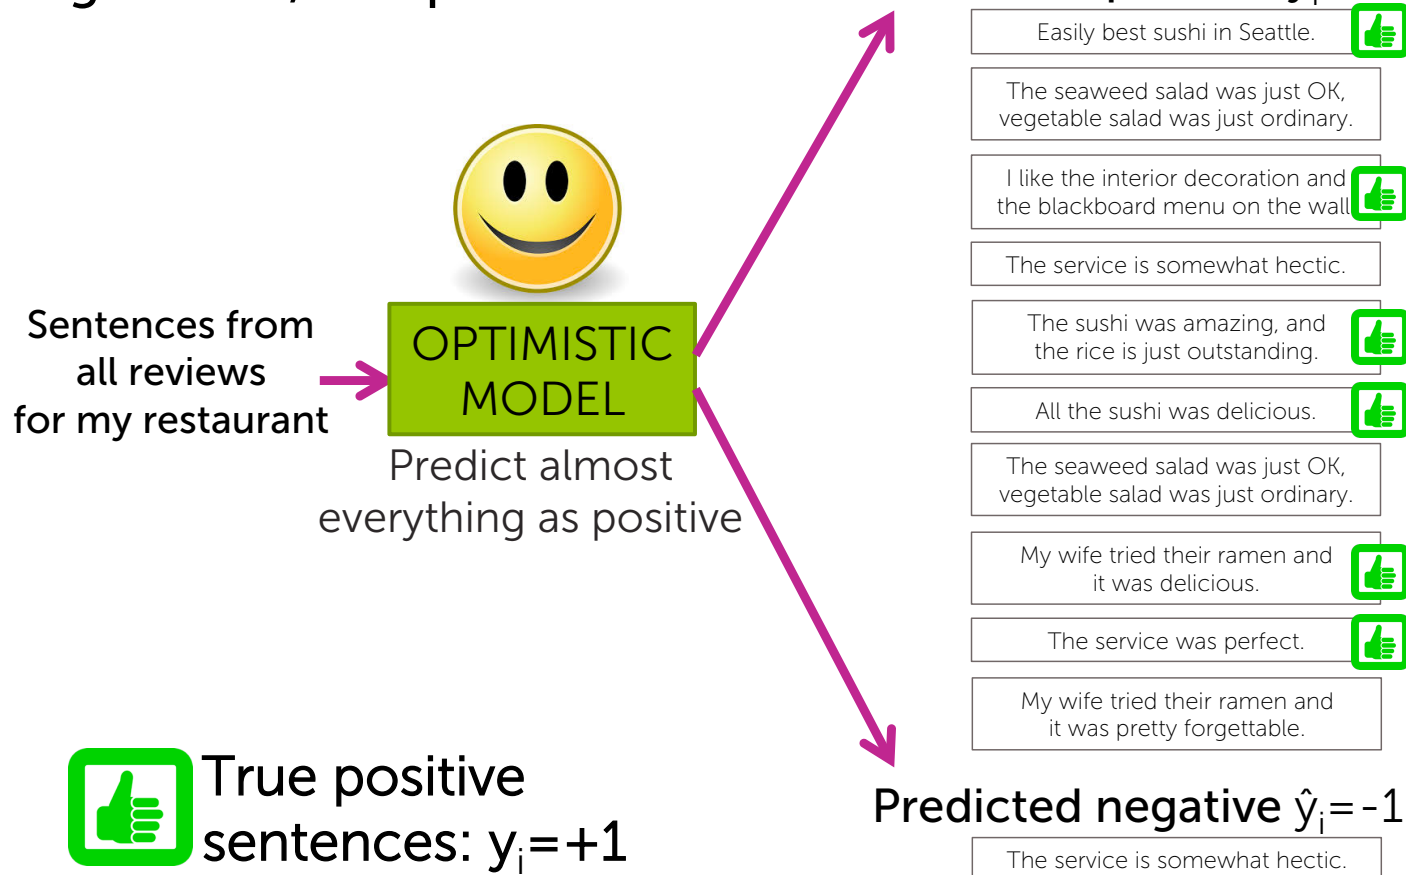 Easily best sushi in Seattle.
The seaweed salad was just OK,
vegetable salad was just ordinary.
I like the interior decoration and
the blackboard menu on the wall
The service is somewhat hectic.
The sushi was amazing, and
the rice is just outstanding.
All the sushi was delicious.
The seaweed salad was just OK,
vegetable salad was just ordinary.
My wife tried their ramen and
it was delicious.
The service was perfect.
My wife tried their ramen and
it was pretty forgettable.
Sentences from
all reviews
for my restaurant
OPTIMISTIC
MODEL
Predict almost
everything as positive
True positive
sentences: yᵢ=+1
Predicted negative ŷᵢ=-1
The service is somewhat hectic.